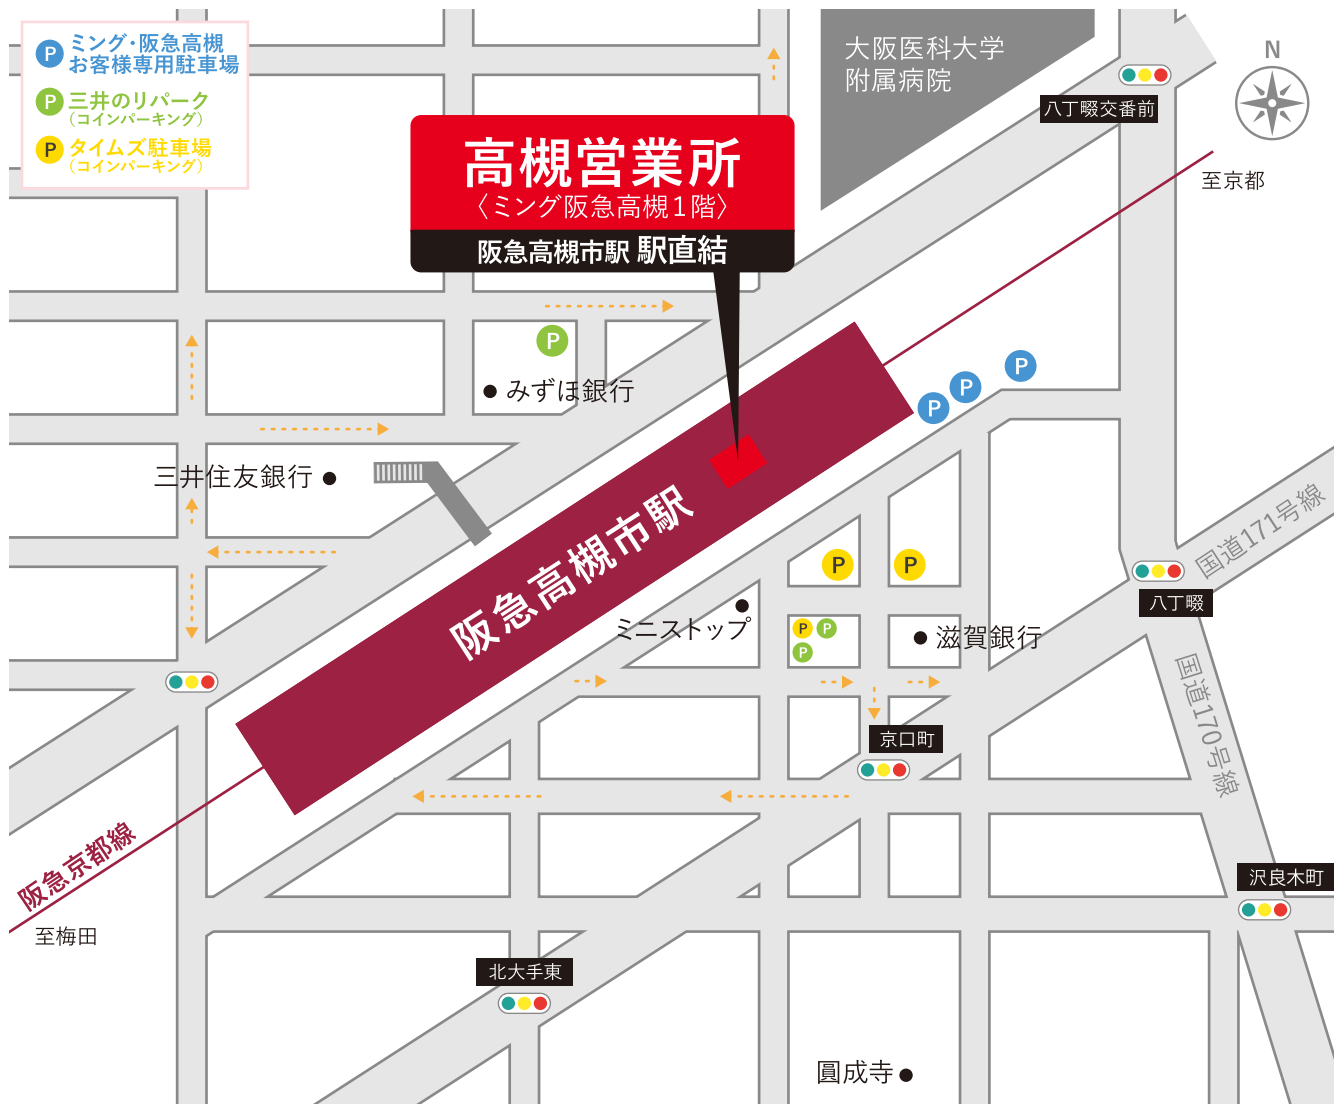 P ミング・阪急高槻
お客様専用駐車場
P 三井のリパーク
（コインパーキング）
P タイムズ駐車場
（コインパーキング）
大阪医科大学
附属病院
N
八丁畷交番前
至京都
高槻営業所
〈ミング阪急高槻1階〉
阪急高槻市駅 駅直結
P
みずほ銀行
P
P
P
三井住友銀行
阪急高槻市駅
国道171号線
P
P
八丁畷
ミニストップ
P
P
P
滋賀銀行
国道170号線
京口町
阪急京都線
沢良木町
至梅田
北大手東
圓成寺